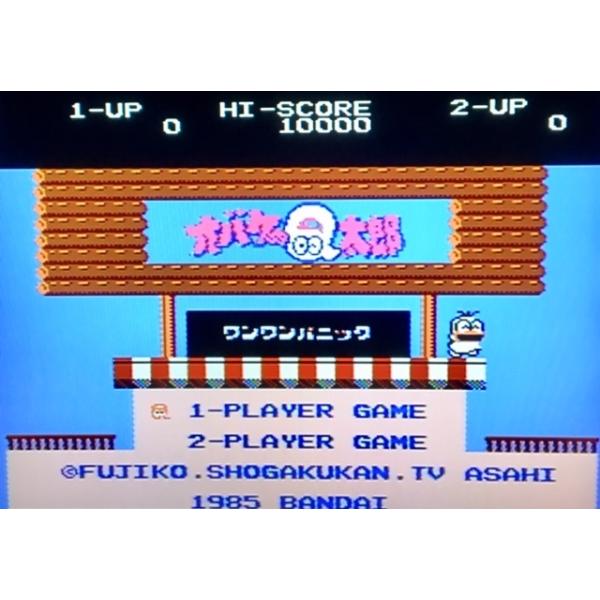 1-UP HI-SCORE 2-UP
0 10000 0
オバケのQ太郎
ワンワンパニック
1-PLAYER GAME
2-PLAYER GAME
©FUJIKO.SHOGAKUKAN.TV ASAHI
1985 BANDAI